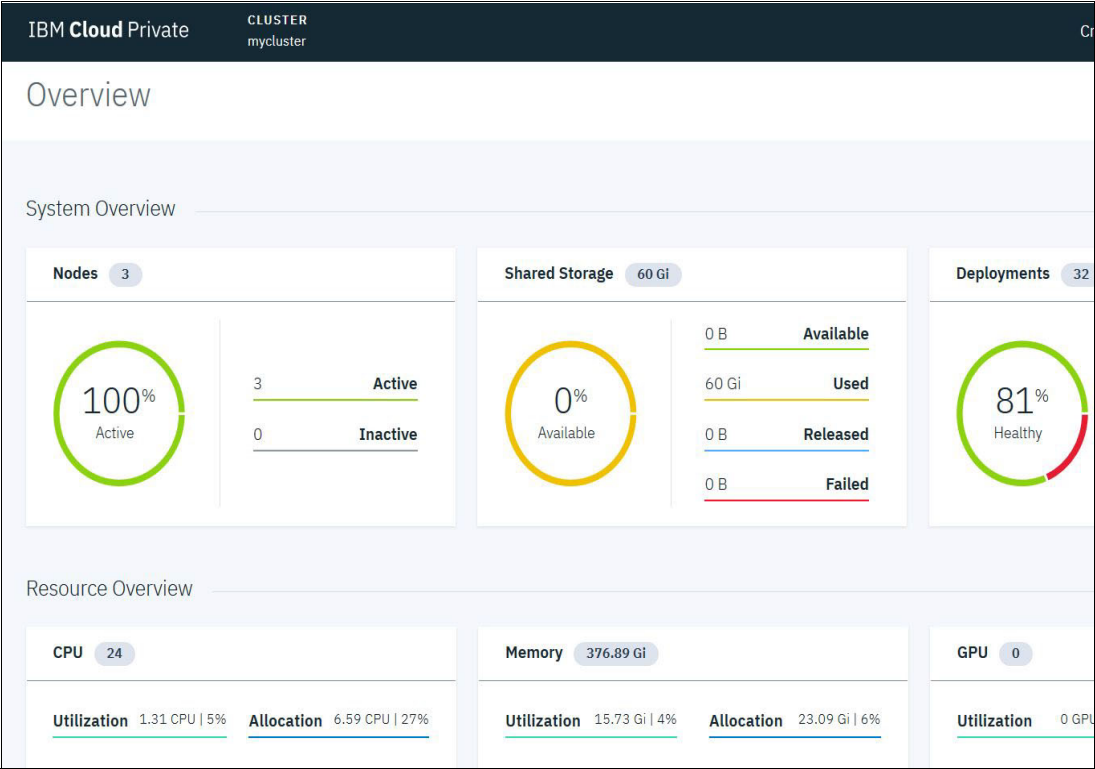 IBM Cloud Private
CLUSTER
mycluster
Cr
Overview
System Overview
Nodes 3
100%
Active
3 Active
0 Inactive
Shared Storage 60 Gi
0%
Available
0 B Available
60 Gi Used
0 B Released
0 B Failed
Deployments 32
81%
Healthy
Resource Overview
CPU 24
Utilization 1.31 CPU | 5% Allocation 6.59 CPU | 27%
Memory 376.89 Gi
Utilization 15.73 Gi | 4% Allocation 23.09 Gi | 6%
GPU 0
Utilization 0 GPU